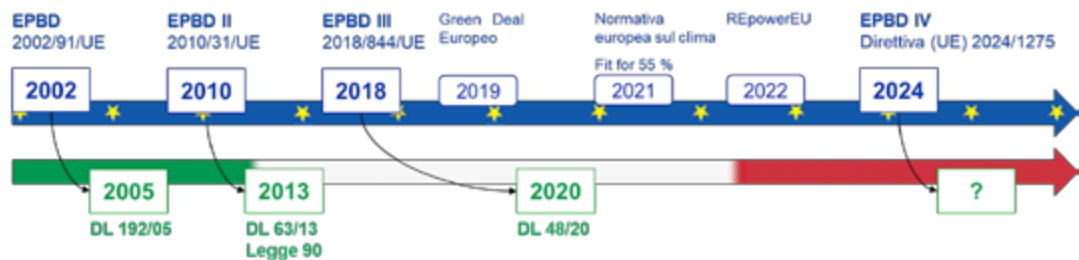 EPBD
2002/91/UE
EPBD II
2010/31/UE
EPBD III
2018/844/UE
Green Deal
Europeo
Normativa
europea sul clima
Fit for 55 %
REpowerEU
EPBD IV
Direttiva (UE) 2024/1275
2002
2010
2018
2019
2021
2022
2024
2005
DL 192/05
2013
DL 63/13
Legge 90
2020
DL 48/20
?